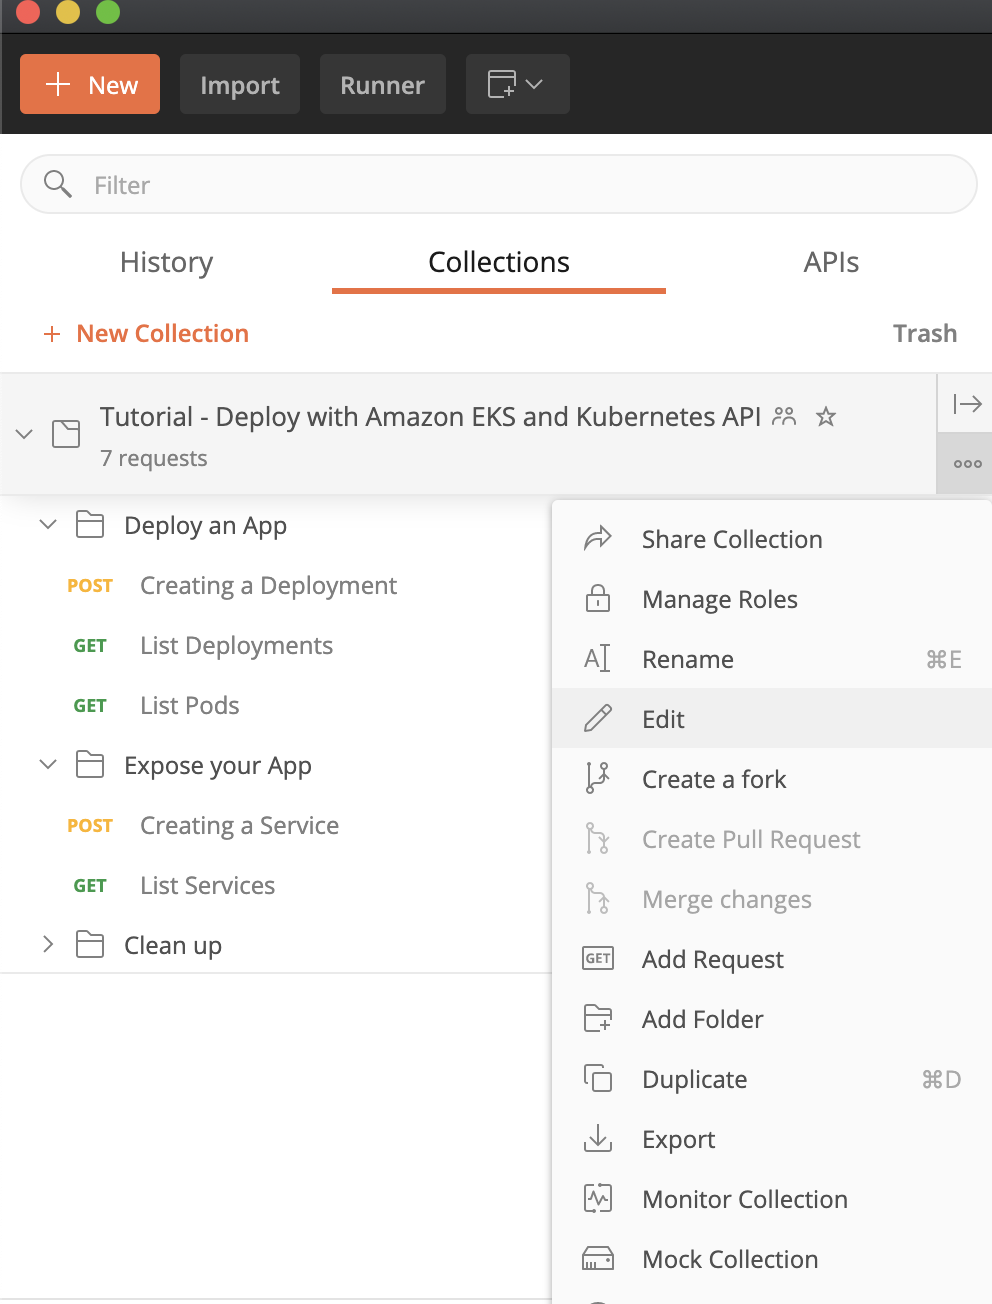 New
Import
Runner
Filter
History
Collections
APIs
+ New Collection
Trash
Tutorial - Deploy with Amazon EKS and Kubernetes API
7 requests
Deploy an App
POST Creating a Deployment
GET List Deployments
GET List Pods
Expose your App
POST Creating a Service
GET List Services
Clean up
Share Collection
Manage Roles
Rename ⌘E
Edit
Create a fork
Create Pull Request
Merge changes
GET Add Request
Add Folder
Duplicate ⌘D
Export
Monitor Collection
Mock Collection